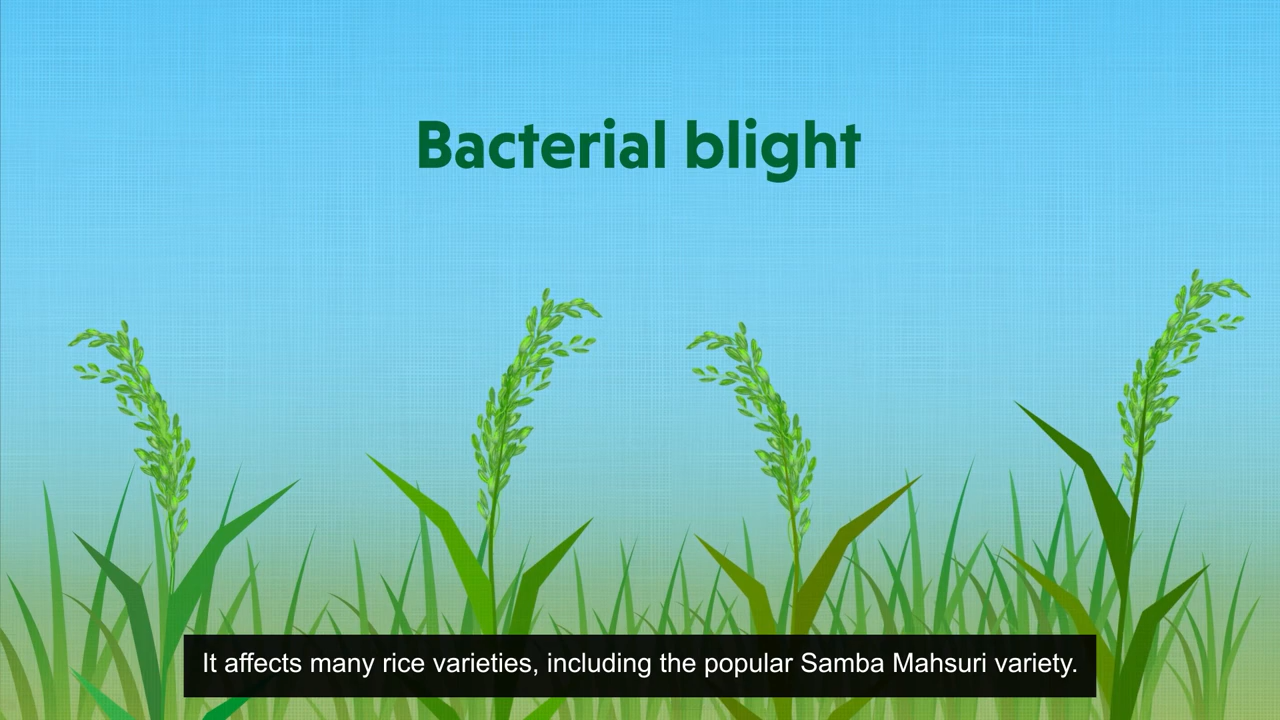 Bacterial blight
It affects many rice varieties, including the popular Samba Mahsuri variety.